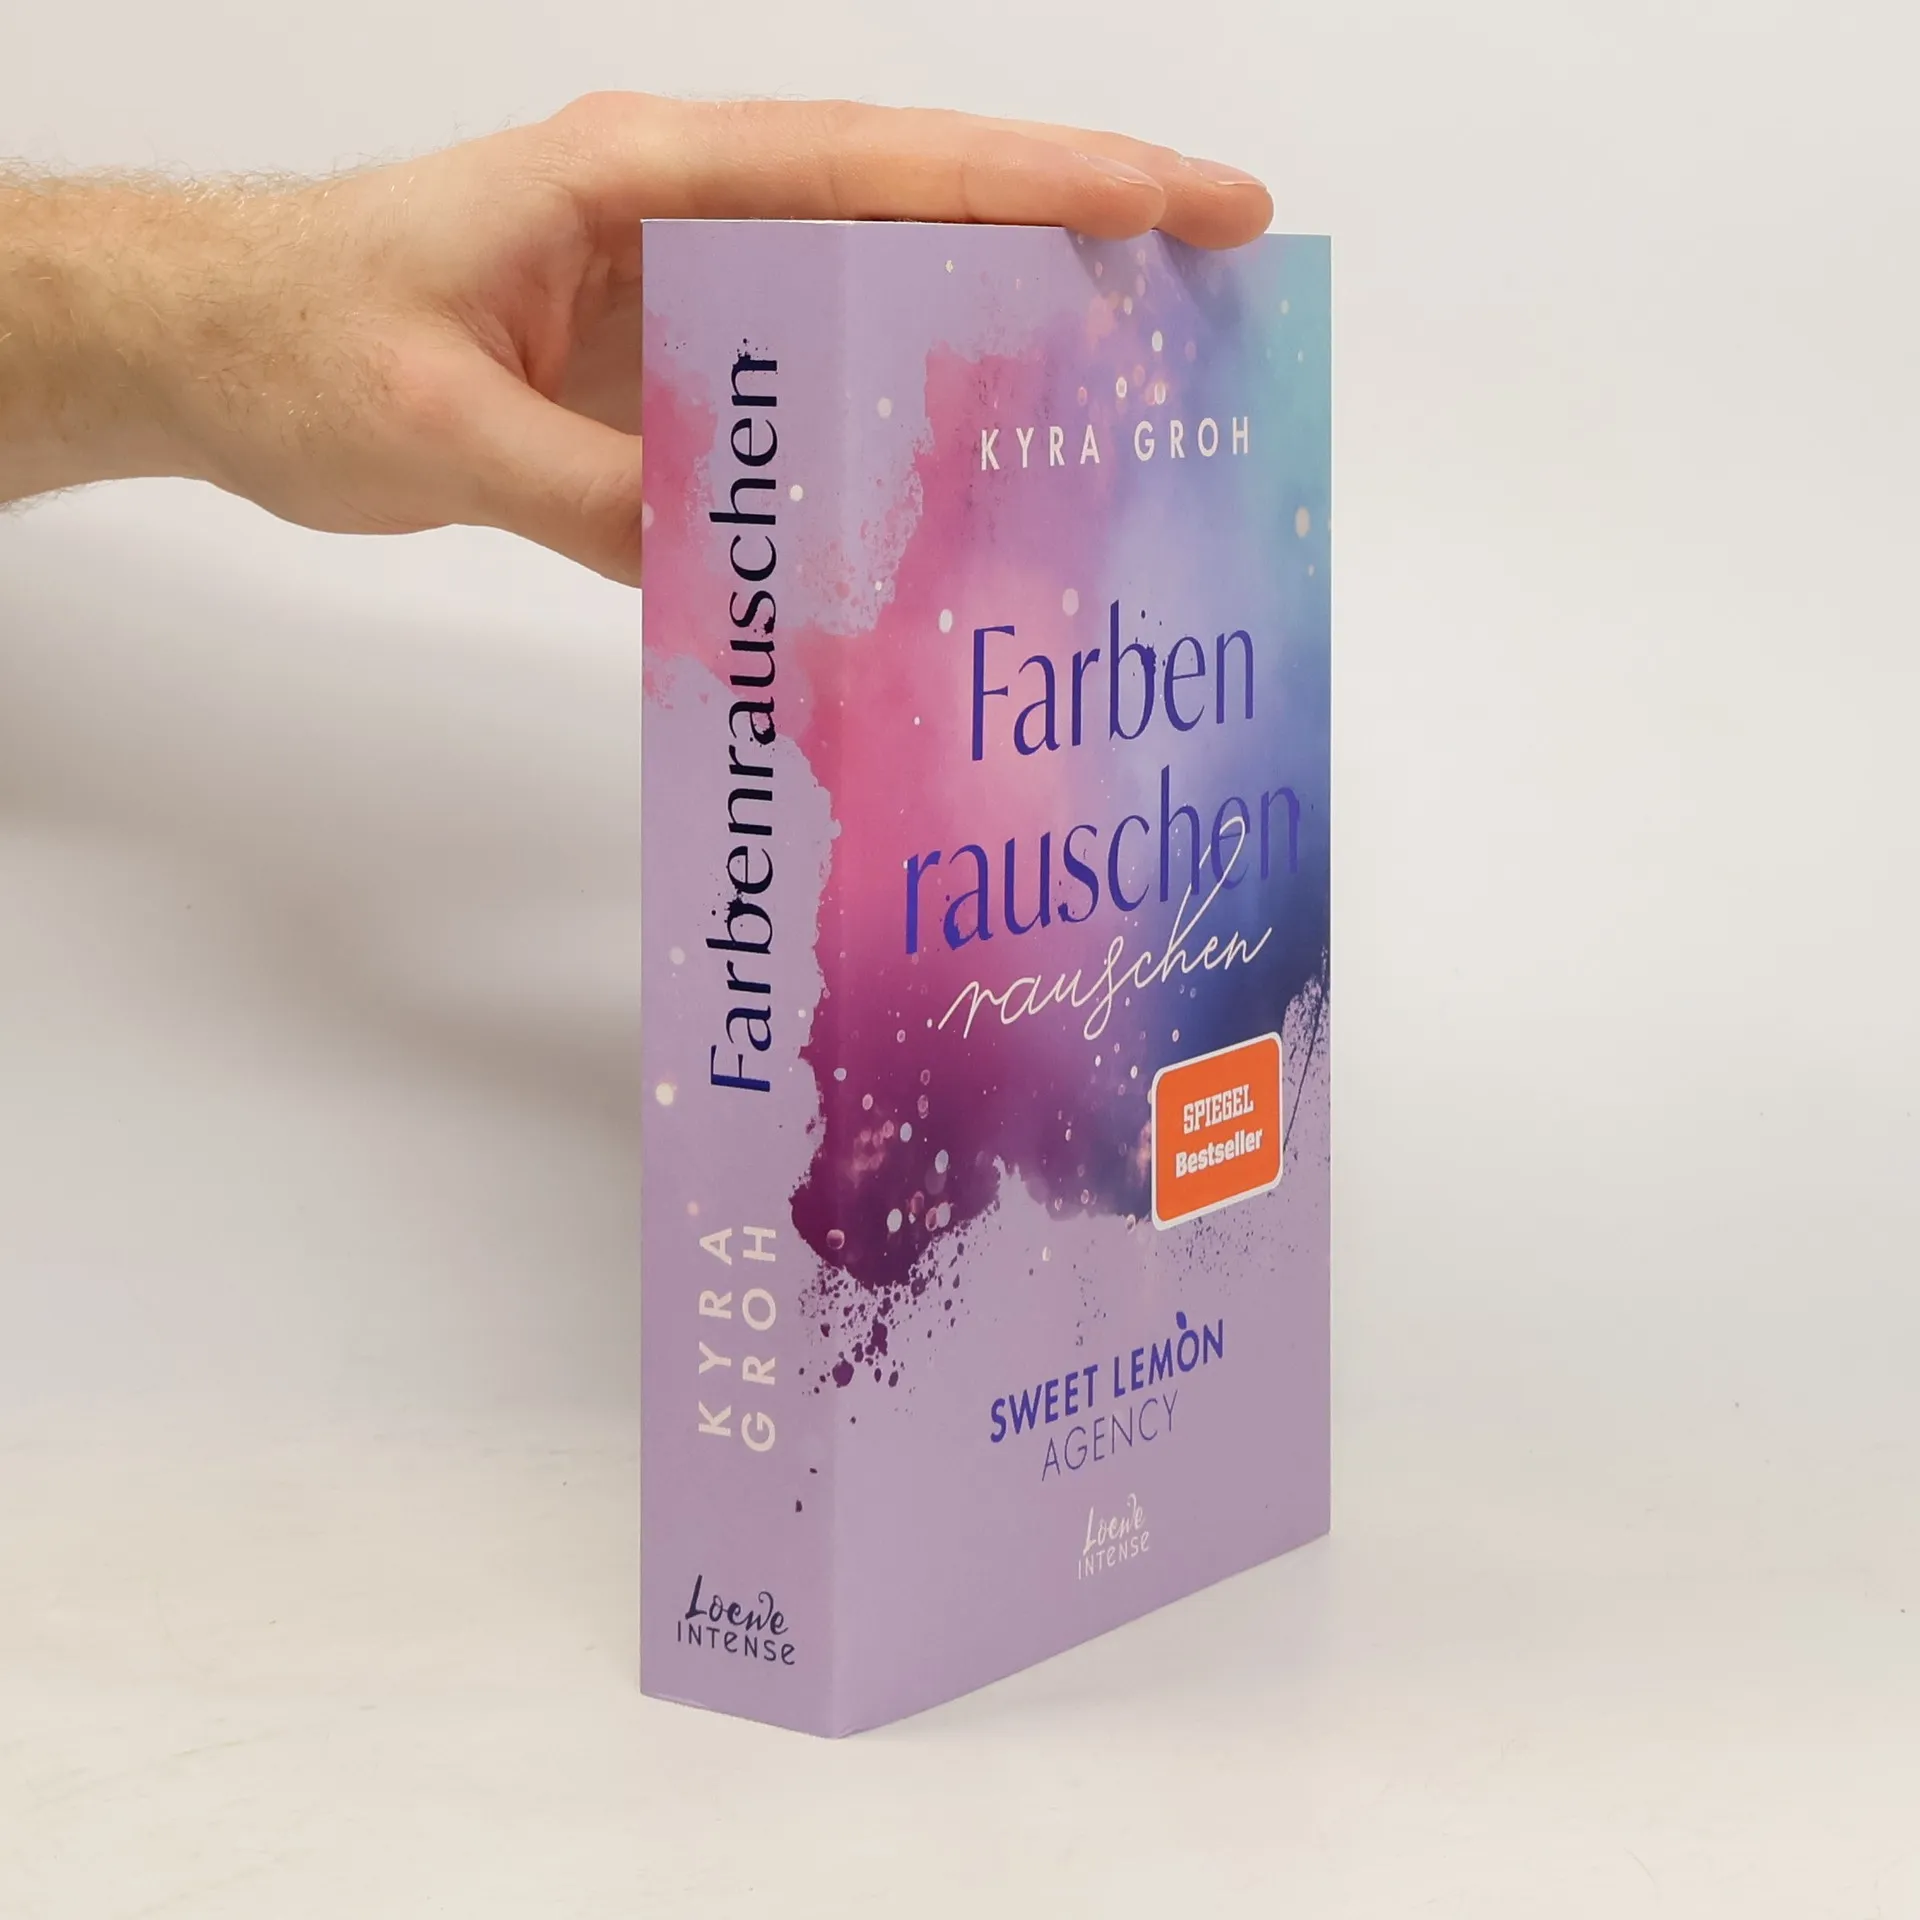 Farbenrauschen
KYRA
GROH
Loewe
INTENSE
KYRA GROH
Farben
rauschen
rauschen
SPIEGEL
Bestseller
SWEET LEMON
AGENCY
Loewe
INTENSE